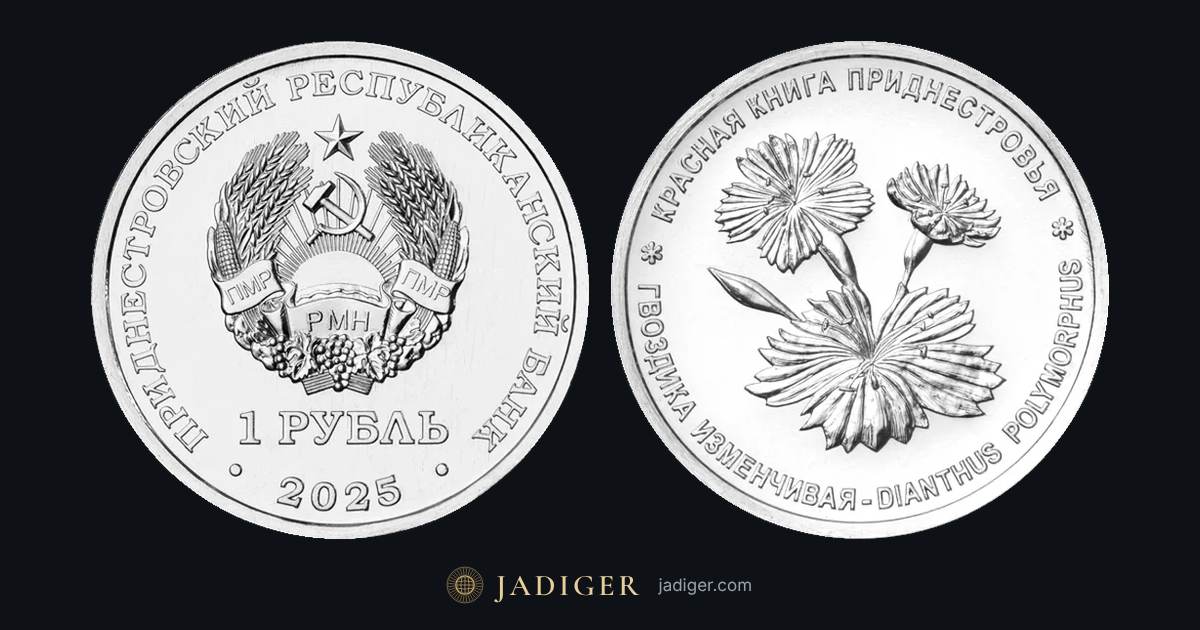 ПРИДНЕСТРОВСКИЙ РЕСПУБЛИКАНСКИЙ БАНК
ПМР
ПМР
РМН
1 РУБЛЬ
• 2025 •
КРАСНАЯ КНИГА ПРИДНЕСТРОВЬЯ
* ГВОЗДИКА ИЗМЕНЧИВАЯ - DIANTHUS POLYMORPHUS *
JADIGER jadiger.com